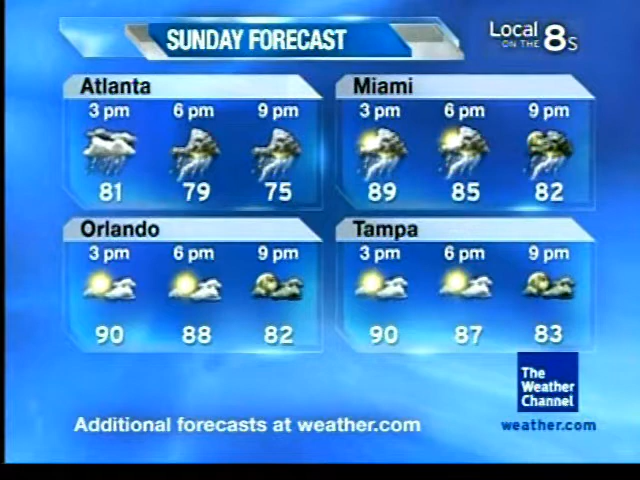 SUNDAY FORECAST
Local
ON THE 8s
Atlanta
3 pm 6 pm 9 pm
81 79 75
Miami
3 pm 6 pm 9 pm
89 85 82
Orlando
3 pm 6 pm 9 pm
90 88 82
Tampa
3 pm 6 pm 9 pm
90 87 83
The
Weather
Channel
weather.com
Additional forecasts at weather.com